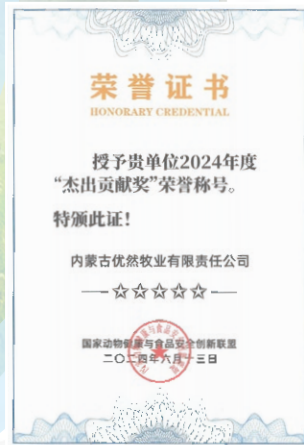 荣誉证书
HONORARY CREDENTIAL
授予贵单位2024年度
“杰出贡献奖”荣誉称号。
特颁此证！
内蒙古优然牧业有限责任公司
国家动物健康与食品安全创新联盟
二〇二四年六月十三日